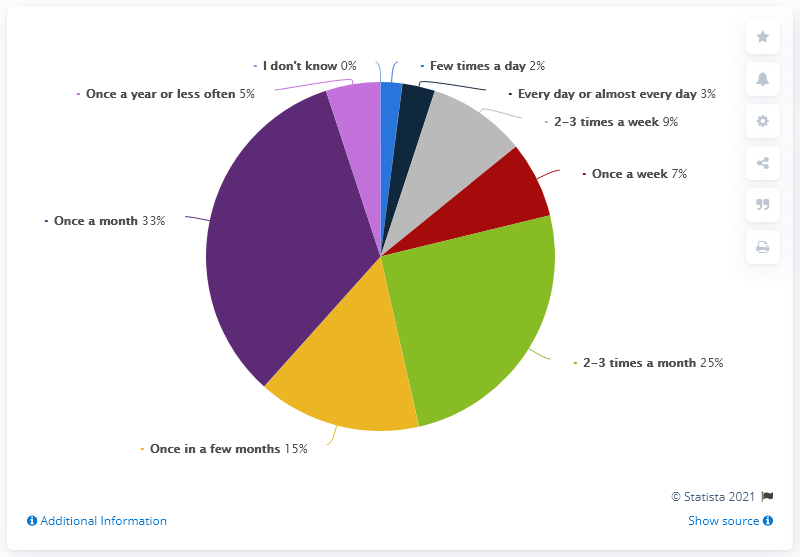 I don't know 0%
Few times a day 2%
Once a year or less often 5%
Every day or almost every day 3%
2–3 times a week 9%
Once a week 7%
Once a month 33%
2–3 times a month 25%
Once in a few months 15%
© Statista 2021
Additional Information
Show source